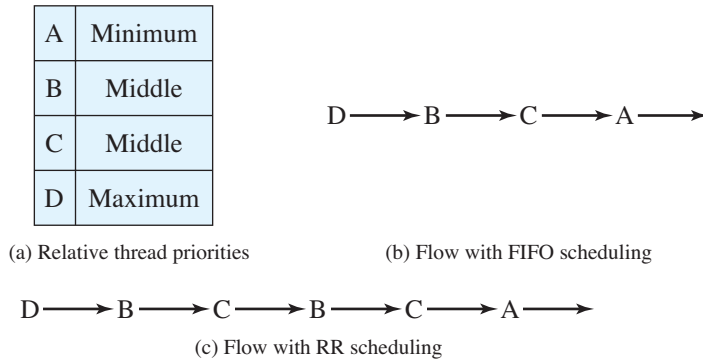 A Minimum
B Middle
C Middle
D Maximum
(a) Relative thread priorities
D B C A
(b) Flow with FIFO scheduling
D B C B C A
(c) Flow with RR scheduling